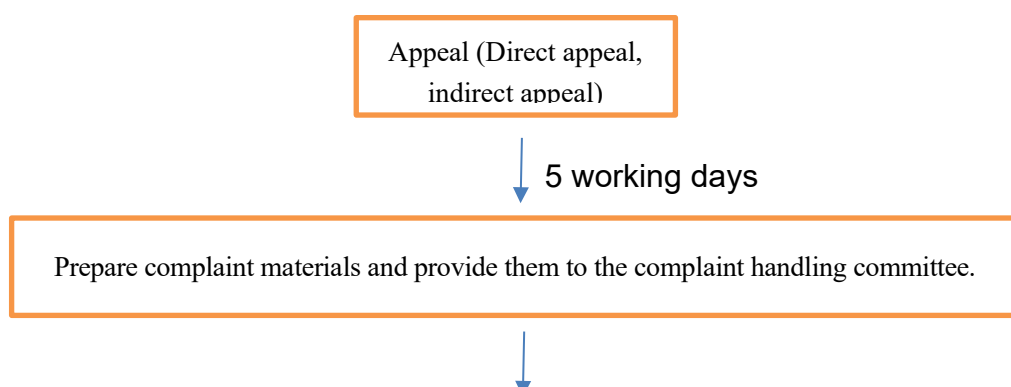 Appeal (Direct appeal,
indirect appeal)
5 working days
Prepare complaint materials and provide them to the complaint handling committee.